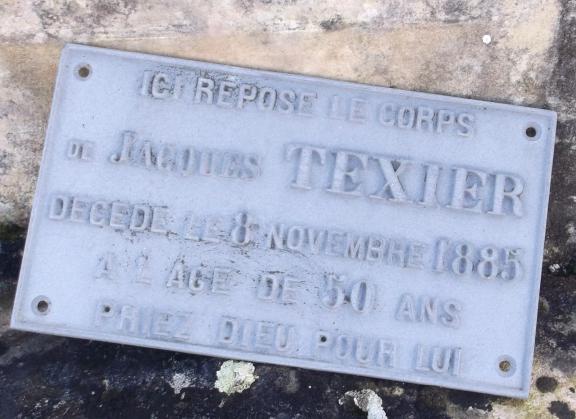 ICI REPOSE LE CORPS
DE JACQUES TEXIER
DECEDE LE 8 NOVEMBRE 1885
A L'AGE DE 50 ANS
PRIEZ DIEU POUR LUI